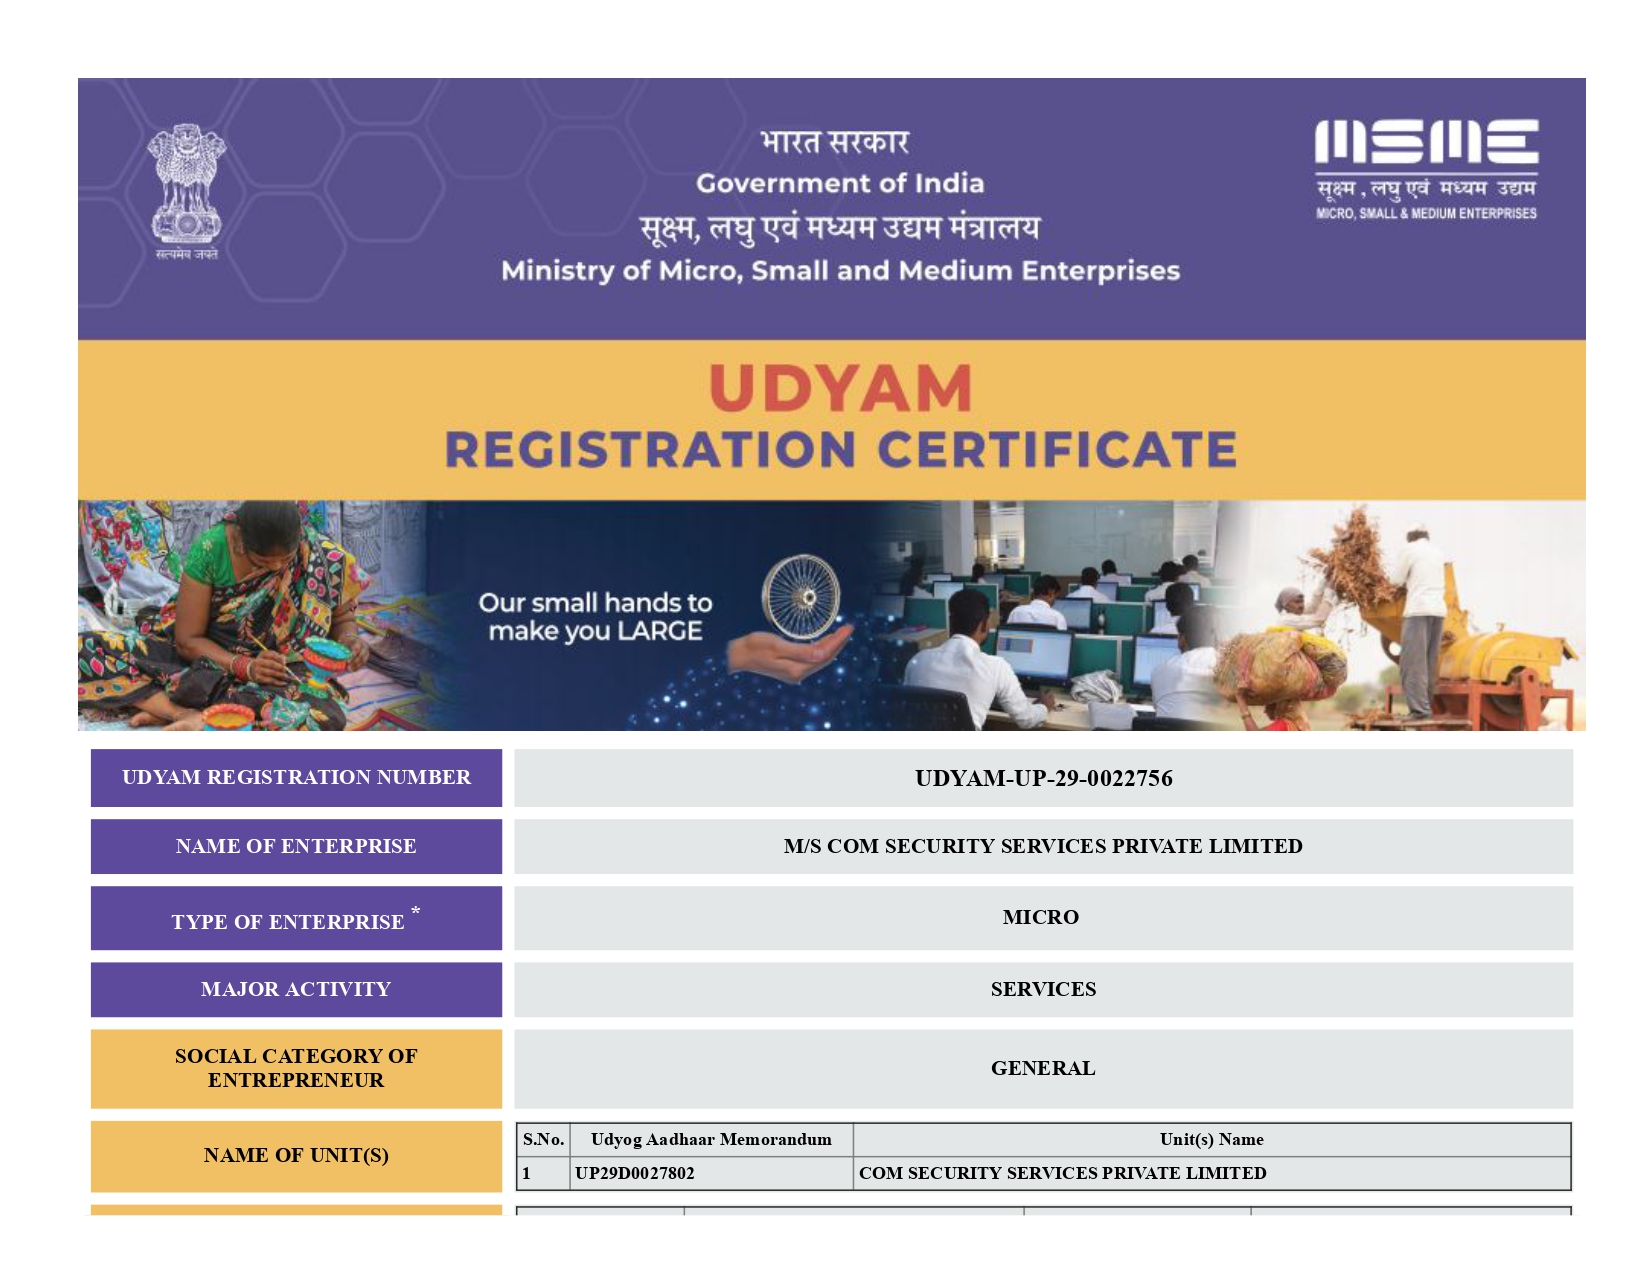 भारत सरकार
Government of India
सूक्ष्म, लघु एवं मध्यम उद्यम मंत्रालय
Ministry of Micro, Small and Medium Enterprises
सत्यमेव जयते
MSME
सूक्ष्म , लघु एवं मध्यम उद्यम
MICRO, SMALL & MEDIUM ENTERPRISES
UDYAM
REGISTRATION CERTIFICATE
Our small hands to
make you LARGE
UDYAM REGISTRATION NUMBER UDYAM-UP-29-0022756
NAME OF ENTERPRISE M/S COM SECURITY SERVICES PRIVATE LIMITED
TYPE OF ENTERPRISE * MICRO
MAJOR ACTIVITY SERVICES
SOCIAL CATEGORY OF
ENTREPRENEUR
GENERAL
NAME OF UNIT(S)
S.No. Udyog Aadhaar Memorandum Unit(s) Name
1 UP29D0027802 COM SECURITY SERVICES PRIVATE LIMITED